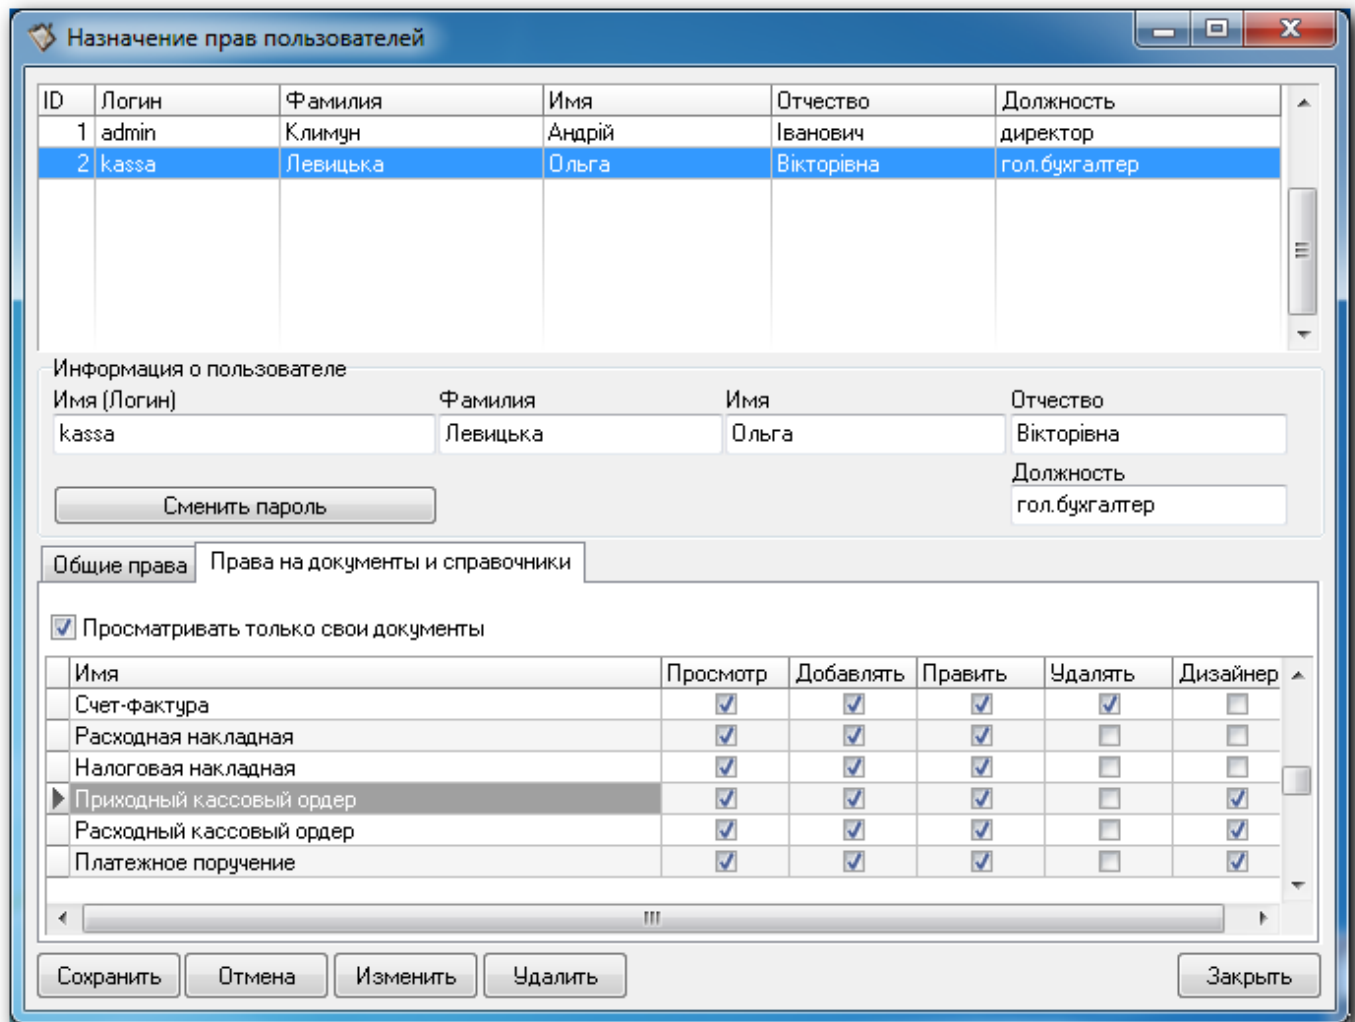 Назначение прав пользователей
ID Логин Фамилия Имя Отчество Должность
1 admin Климун Андрій Іванович директор
2 kassa Левицька Ольга Вікторівна гол.бухгалтер
Информация о пользователе
Имя (Логин) Фамилия Имя Отчество
kassa Левицька Ольга Вікторівна
Должность
Сменить пароль гол.бухгалтер
Общие права Права на документы и справочники
Просматривать только свои документы
Имя Просмотр Добавлять Править Удалять Дизайнер
Счет-фактура
Расходная накладная
Налоговая накладная
Приходный кассовый ордер
Расходный кассовый ордер
Платежное поручение
Сохранить Отмена Изменить Удалить Закрыть